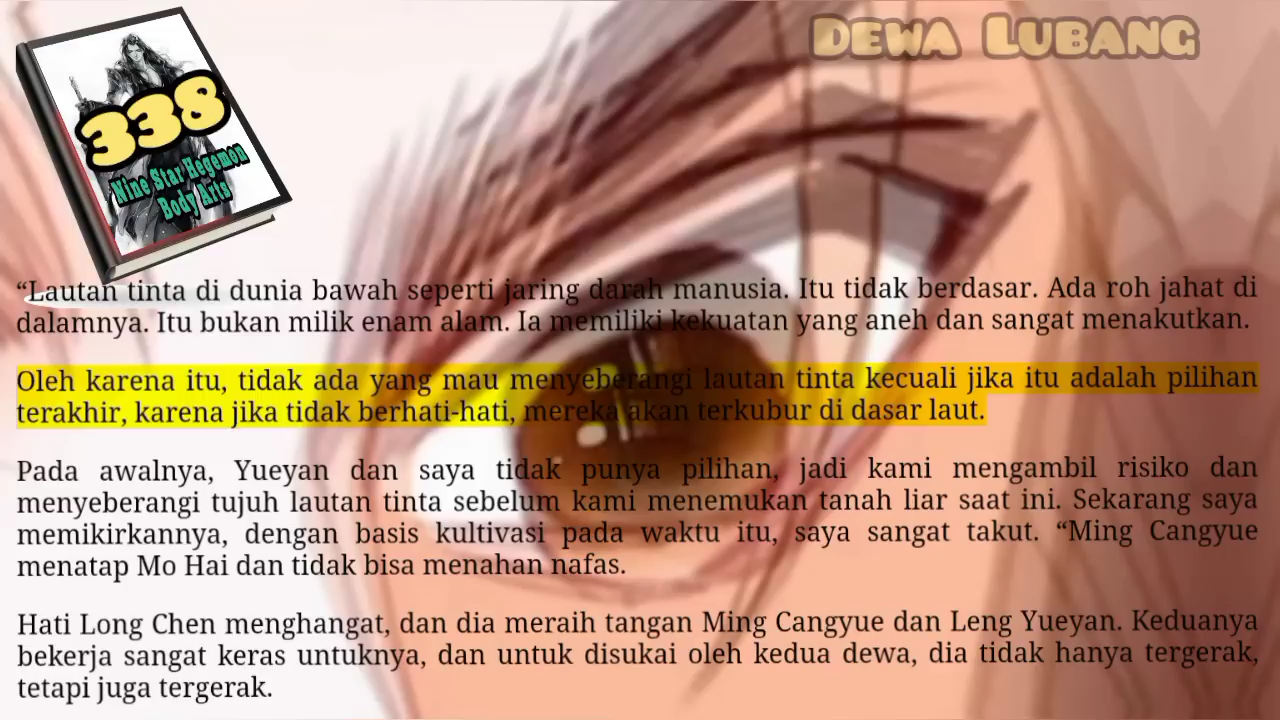 Dewa Lubang
338
Nine Star Hegemon
Body Arts
“Lautan tinta di dunia bawah seperti jaring darah manusia. Itu tidak berdasar. Ada roh jahat di
dalamnya. Itu bukan milik enam alam. Ia memiliki kekuatan yang aneh dan sangat menakutkan.
Oleh karena itu, tidak ada yang mau menyeberangi lautan tinta kecuali jika itu adalah pilihan
terakhir, karena jika tidak berhati-hati, mereka akan terkubur di dasar laut.
Pada awalnya, Yueyan dan saya tidak punya pilihan, jadi kami mengambil risiko dan
menyeberangi tujuh lautan tinta sebelum kami menemukan tanah liar saat ini. Sekarang saya
memikirkannya, dengan basis kultivasi pada waktu itu, saya sangat takut. “Ming Cangyue
menatap Mo Hai dan tidak bisa menahan nafas.
Hati Long Chen menghangat, dan dia meraih tangan Ming Cangyue dan Leng Yueyan. Keduanya
bekerja sangat keras untuknya, dan untuk disukai oleh kedua dewa, dia tidak hanya tergerak,
tetapi juga tergerak.